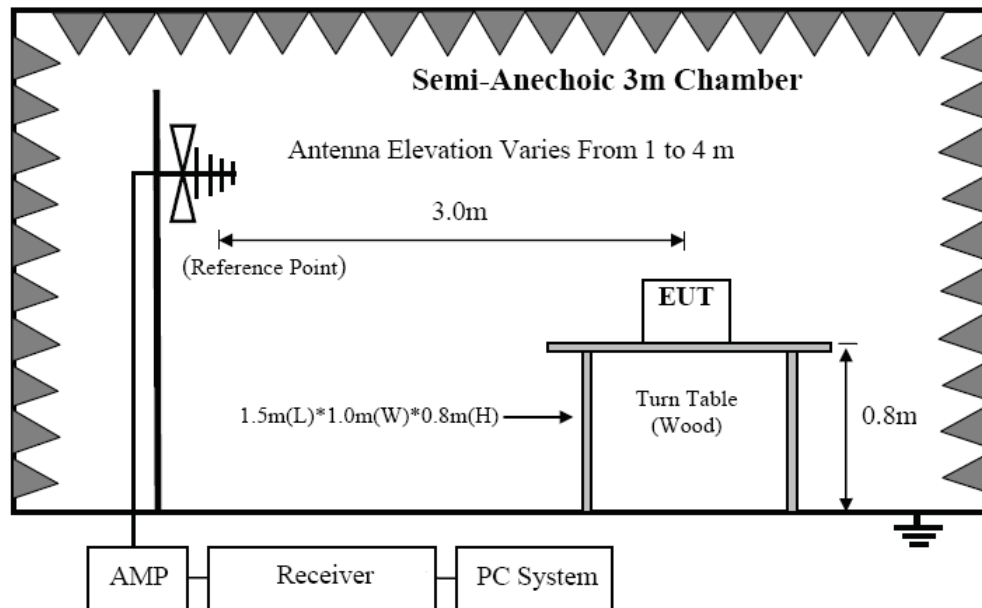 Semi-Anechoic 3m Chamber
Antenna Elevation Varies From 1 to 4 m
3.0m
(Reference Point)
EUT
1.5m(L)*1.0m(W)*0.8m(H)
Turn Table
(Wood)
0.8m
AMP
Receiver
PC System